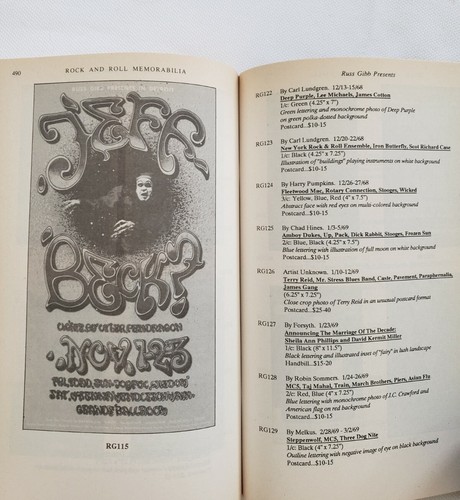 490
ROCK AND ROLL MEMORABILIA
RUSS GIBB PRESENTS IN DETROIT
JEFF
BECK?
NOV. 1·2·3
GRANDE BALLROOM
RG115
Russ Gibb Presents
RG122 By Carl Lundgren. 12/13-15/68
Deep Purple, Lee Michaels, James Cotton
1/c: Green (4.25" x 7")
Green lettering and monochrome photo of Deep Purple
on green polka-dotted background
Postcard...$10-15
RG123 By Carl Lundgren. 12/20-22/68
New York Rock & Roll Ensemble, Iron Butterfly, Scot Richard Case
1/c: Black (4.25" x 7")
Illustration of "buildings" playing instruments on white background
Postcard...$10-15
RG124 By Harry Pumpkins. 12/26-27/68
Fleetwood Mac, Rotary Connection, Stooges, Wicked
3/c: Yellow, Blue, Red (4" x 7.5")
Abstract face with red eyes on multi-colored background
Postcard...$10-15
RG125 By Chad Hines. 1/3-5/69
Amboy Dukes, Up, Pack, Dick Rabbit, Stooges, Frozen Sun
2/c: Blue, Black (4.25" x 7.5")
Blue lettering with illustration of full moon on white background
Postcard...$10-15
RG126 Artist Unknown. 1/10-12/69
Terry Reid, Mr. Stress Blues Band, Caste, Pavement, Paraphernalia,
James Gang
(6.25" x 7.25")
Close crop photo of Terry Reid in an unusual postcard format
Postcard...$25-40
RG127 By Forsyth. 1/23/69
Announcing The Marriage Of The Decade:
Sheila Ann Phillips and David Kermit Miller
1/c: Black (8" x 11.5")
Black lettering and illustrated inset of "fairy" in lush landscape
Handbill...$15-20
RG128 By Robin Sommers. 1/24-26/69
MC5, Taj Mahal, Train, March Brothers, Piers, Asian Flu
2/c: Red, Blue (4" x 7.25")
Blue lettering with monochrome photo of J.C. Crawford and
American flag on red background
Postcard...$10-15
RG129 By Melkus. 2/28/69 - 3/2/69
Steppenwolf, MC5, Three Dog Nite
1/c: Black (4" x 7.5")
Outline lettering with negative image of eye on black background
Postcard...$10-15